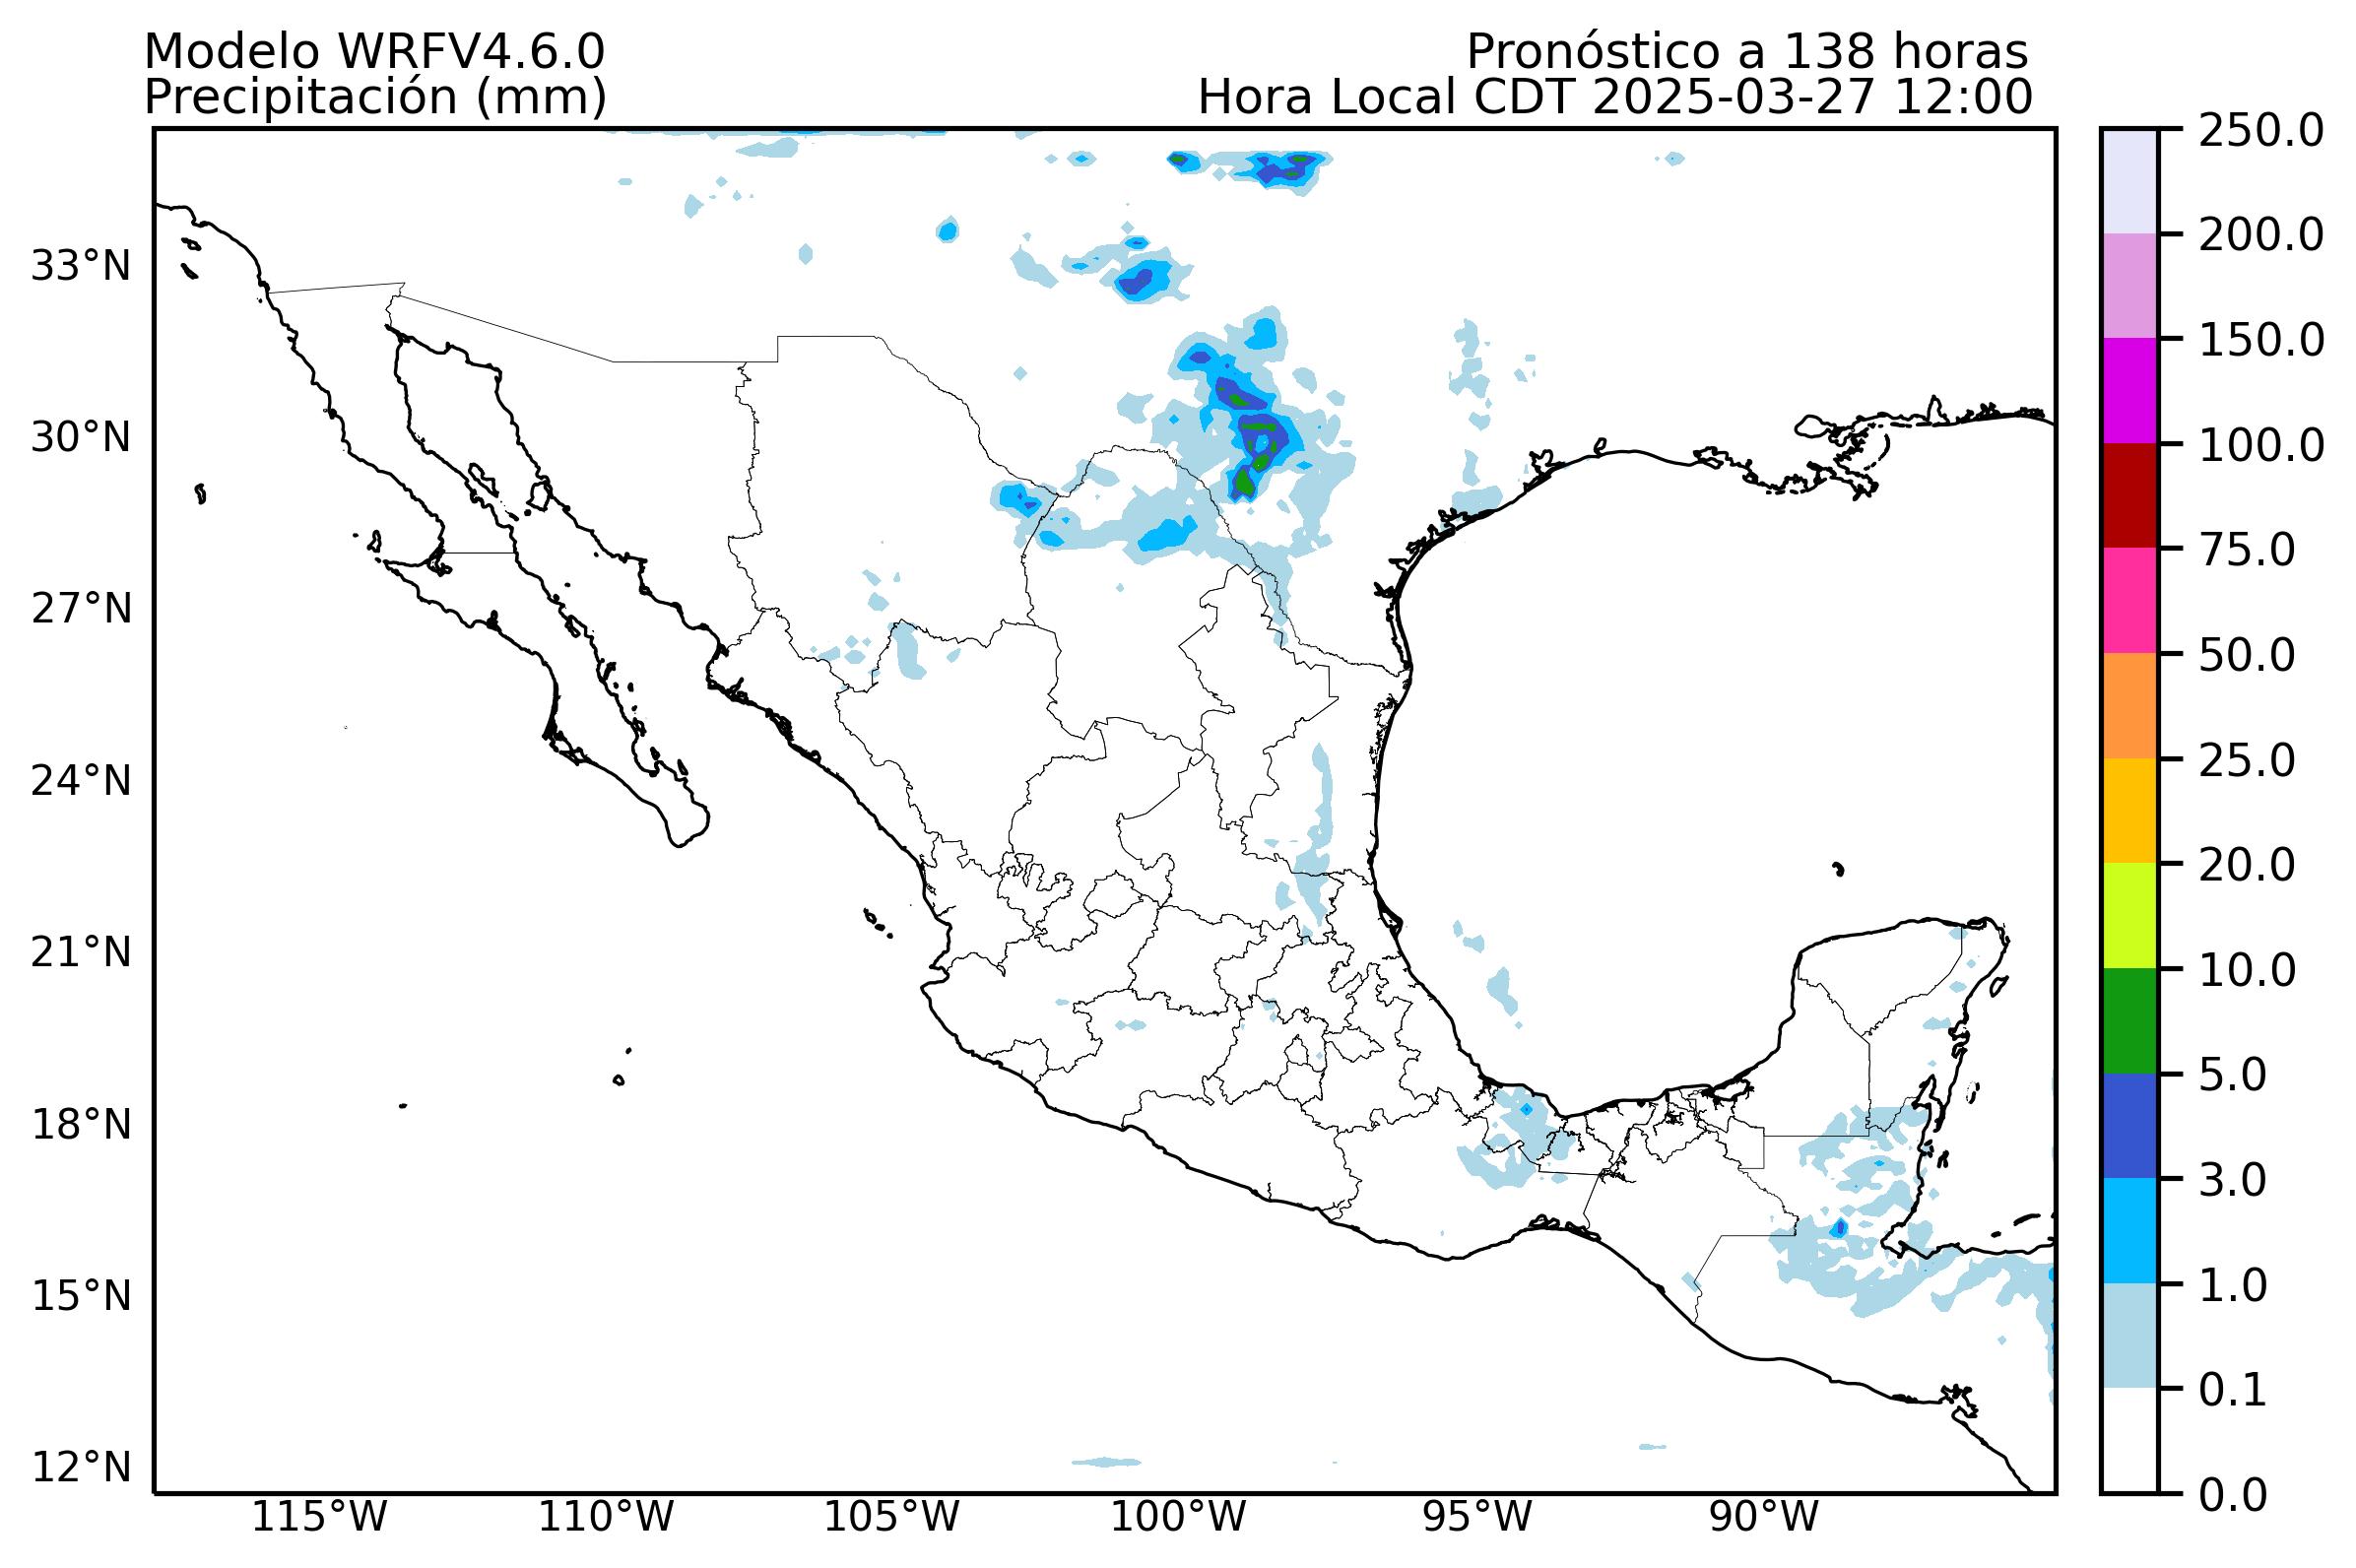 Modelo WRFV4.6.0
Pronóstico a 138 horas
Precipitación (mm)
Hora Local CDT 2025-03-27 12:00
33°N
30°N
27°N
24°N
21°N
18°N
15°N
12°N
115°W
110°W
105°W
100°W
95°W
90°W
250.0
200.0
150.0
100.0
75.0
50.0
25.0
20.0
10.0
5.0
3.0
1.0
0.1
0.0